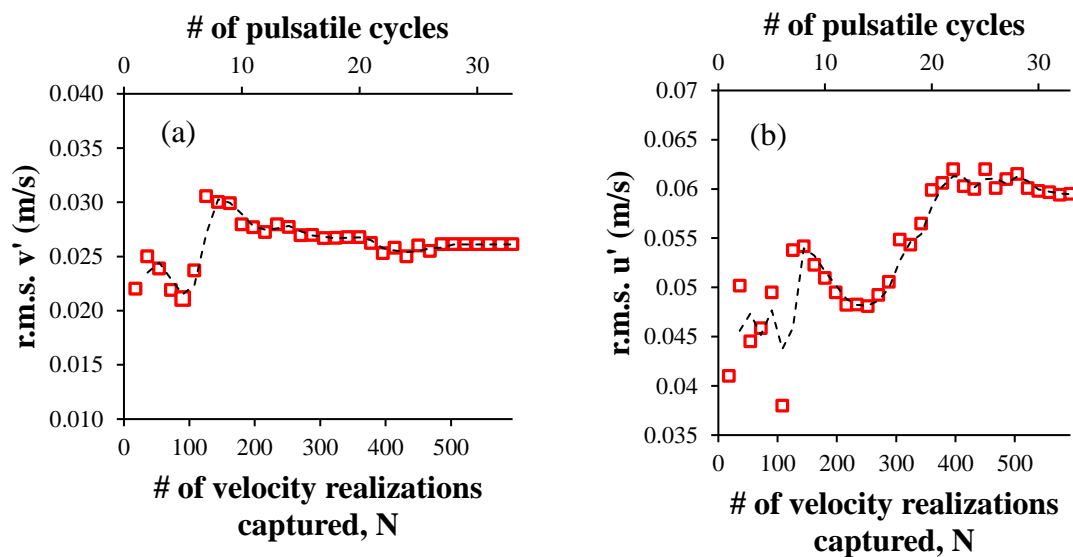 # of pulsatile cycles
0 10 20 30
0.040
0.035
0.030
0.025
0.020
0.015
0.010
r.m.s. v' (m/s)
(a)
0 100 200 300 400 500
# of velocity realizations
captured, N
# of pulsatile cycles
0 10 20 30
0.07
0.065
0.06
0.055
0.05
0.045
0.04
0.035
r.m.s. u' (m/s)
(b)
0 100 200 300 400 500
# of velocity realizations
captured, N